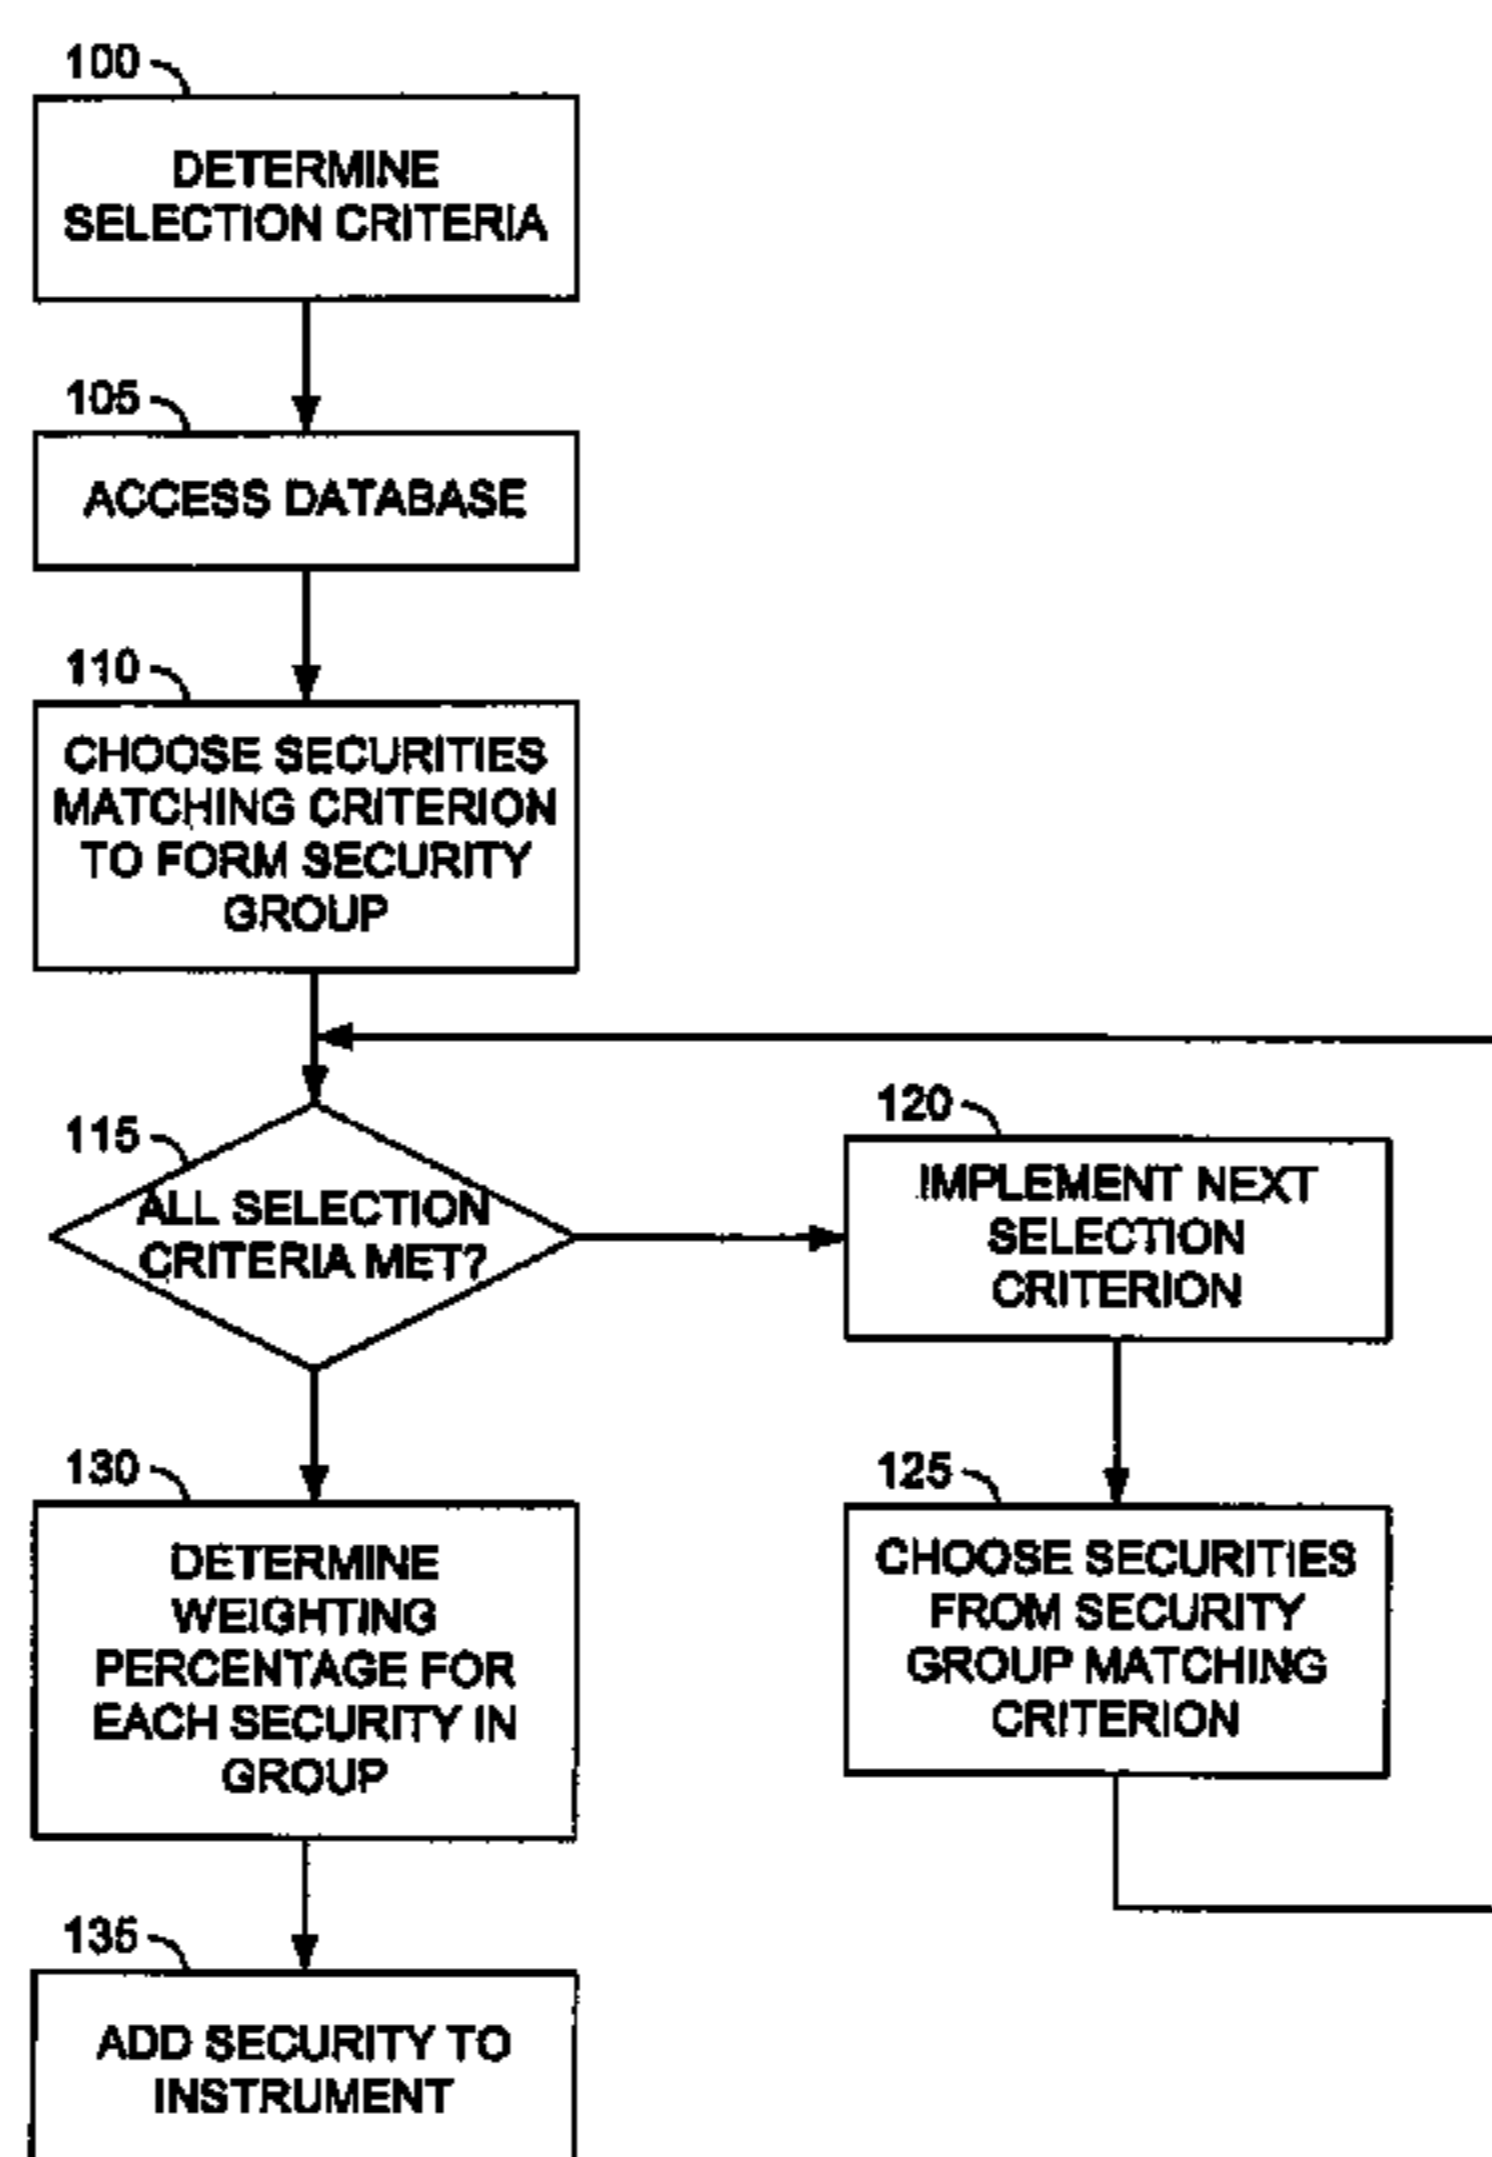 100
DETERMINE
SELECTION CRITERIA
105
ACCESS DATABASE
110
CHOOSE SECURITIES
MATCHING CRITERION
TO FORM SECURITY
GROUP
115
ALL SELECTION
CRITERIA MET?
120
IMPLEMENT NEXT
SELECTION
CRITERION
125
CHOOSE SECURITIES
FROM SECURITY
GROUP MATCHING
CRITERION
130
DETERMINE
WEIGHTING
PERCENTAGE FOR
EACH SECURITY IN
GROUP
135
ADD SECURITY TO
INSTRUMENT